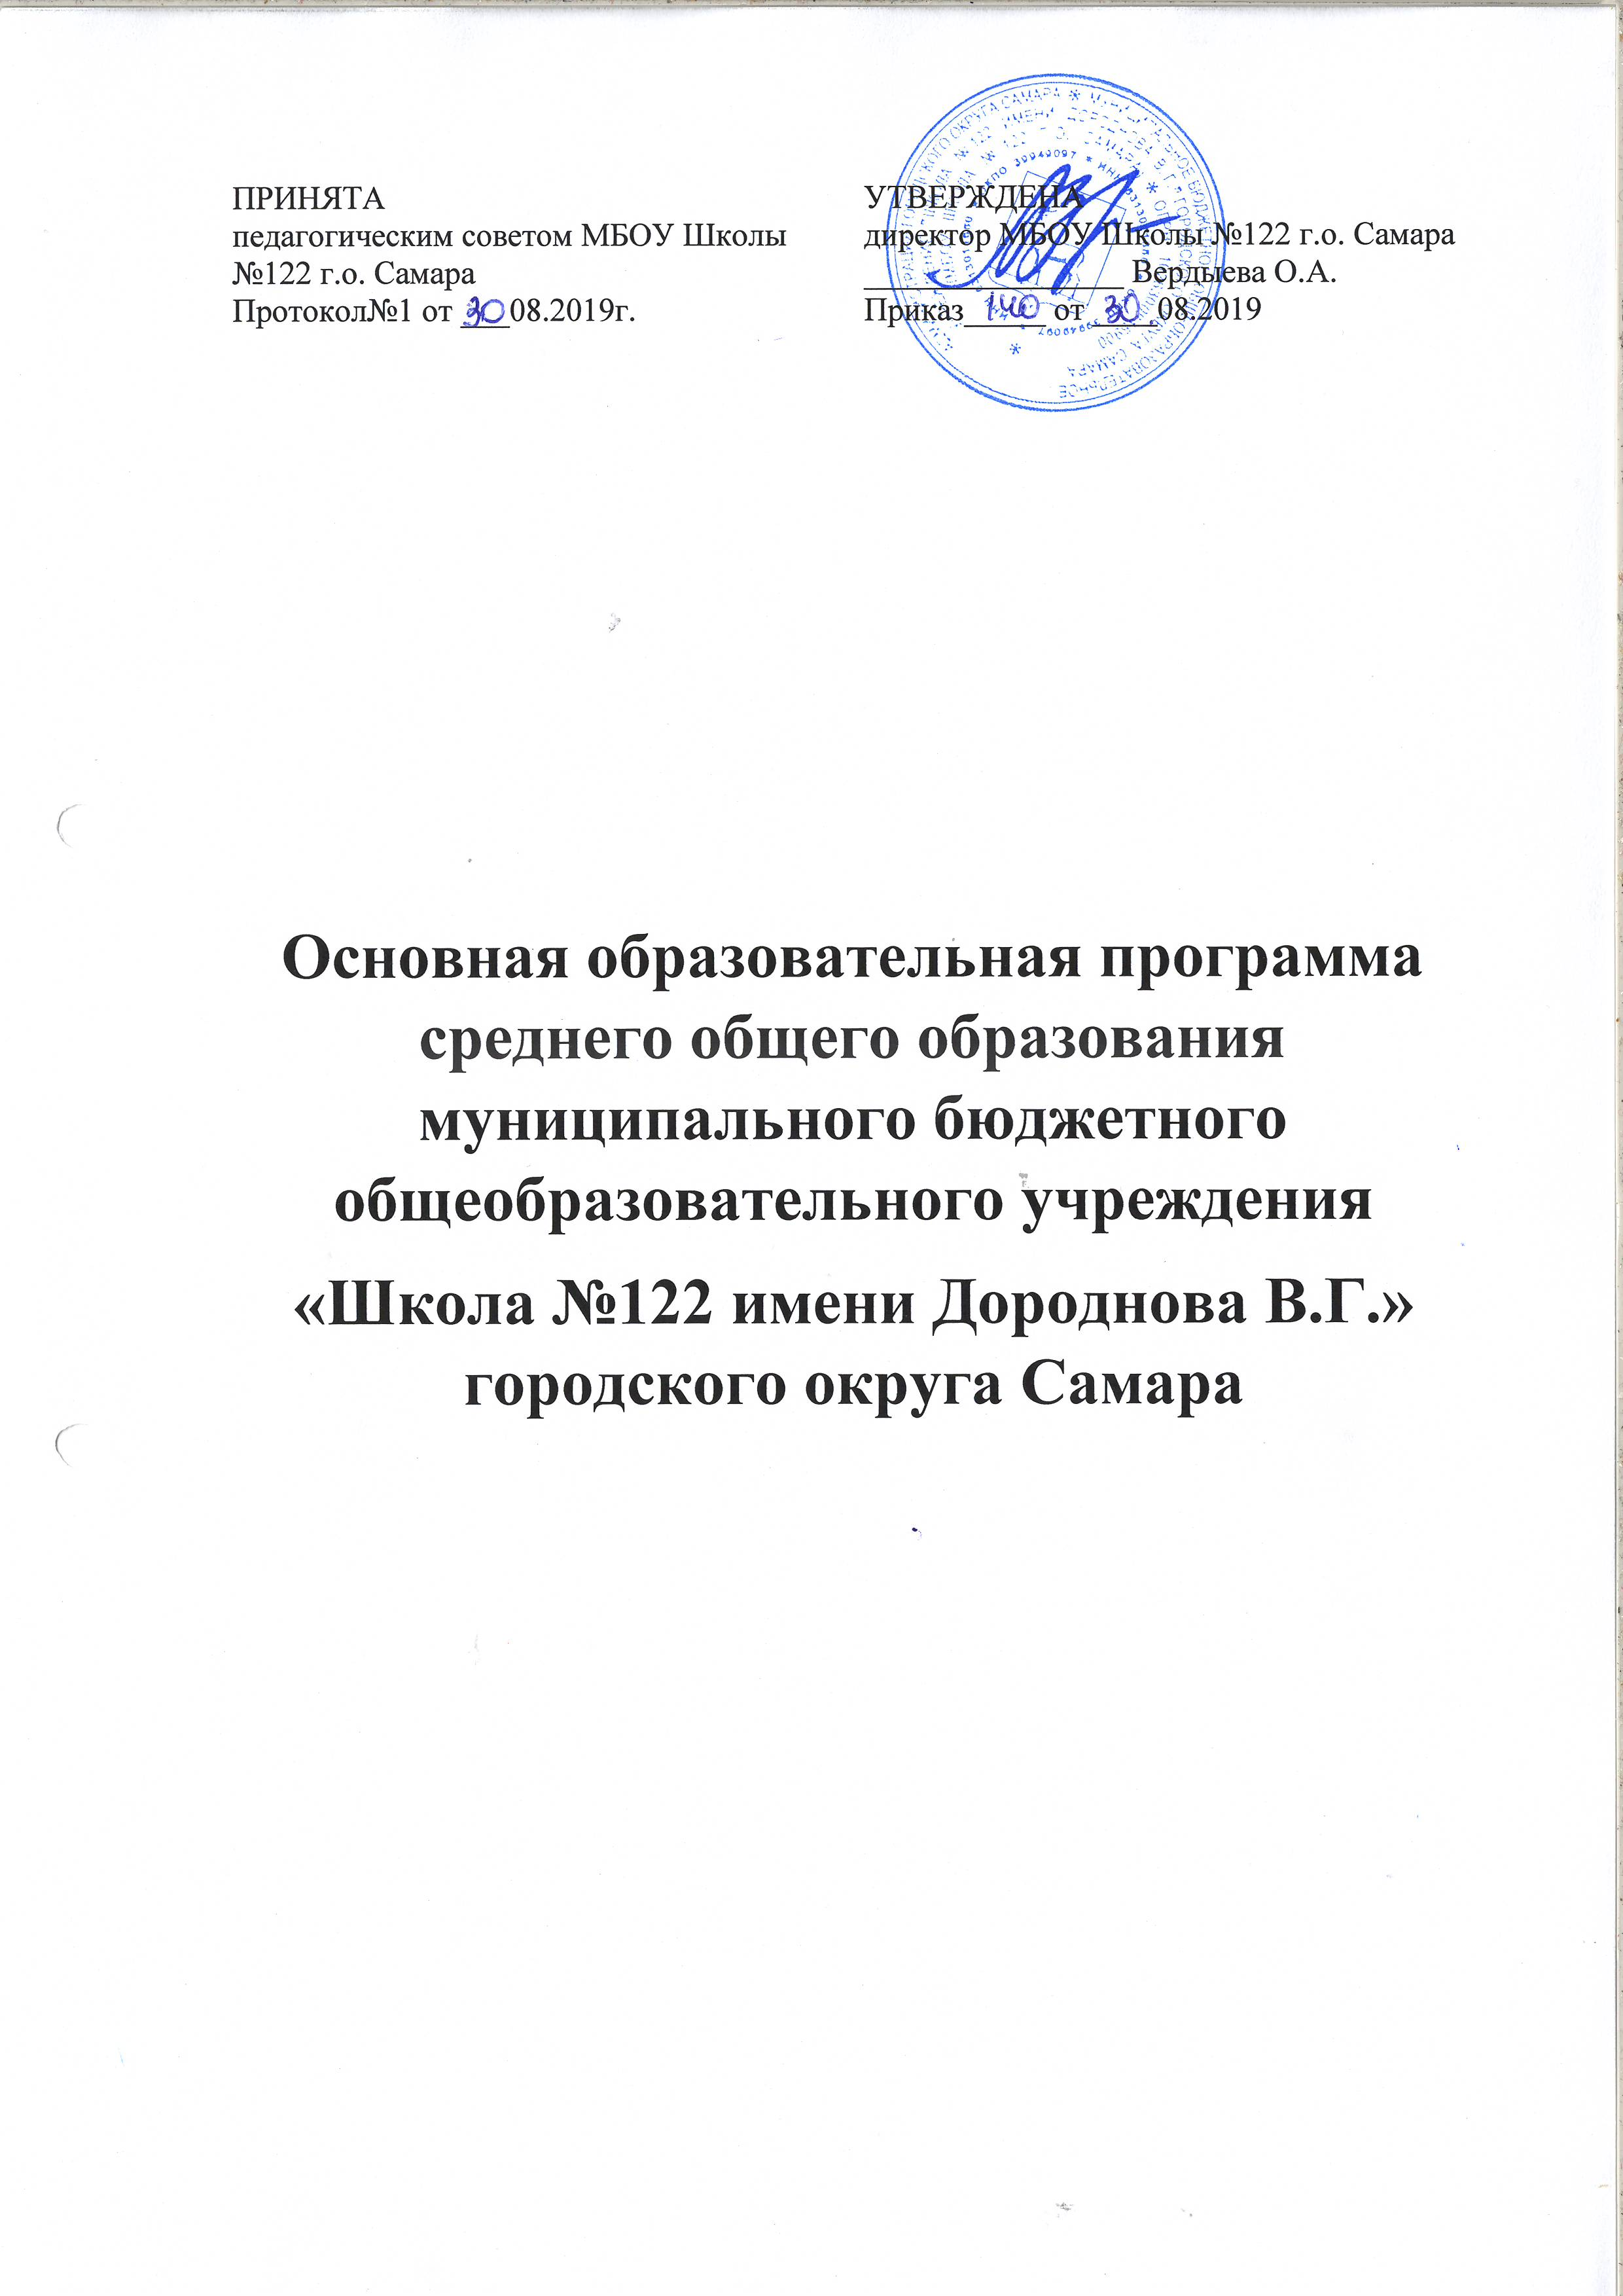 ПРИНЯТА
педагогическим советом МБОУ Школы
№122 г.о. Самара
Протокол№1 от 30 08.2019г.
УТВЕРЖДЕНА
директор МБОУ Школы №122 г.о. Самара
Вердыева О.А.
Приказ 140 от 30 08.2019
Основная образовательная программа
среднего общего образования
муниципального бюджетного
общеобразовательного учреждения
«Школа №122 имени Дороднова В.Г.»
городского округа Самара